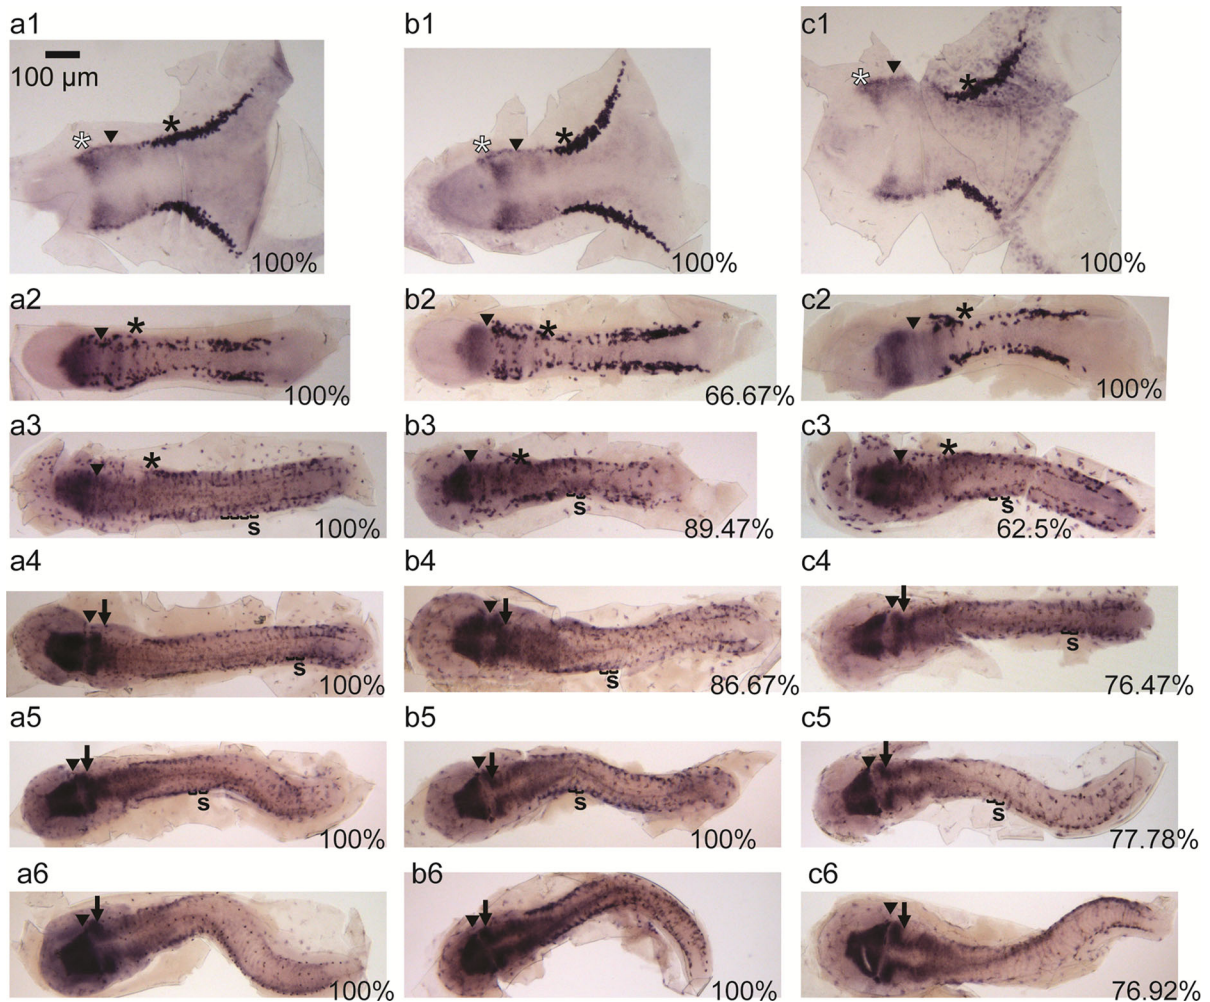 a1 b1 c1
100 µm
* * * * * *
100% 100% 100%
a2 b2 c2
* * *
100% 66.67% 100%
a3 b3 c3
* * *
s s s
100% 89.47% 62.5%
a4 b4 c4
s s s
100% 86.67% 76.47%
a5 b5 c5
s s s
100% 100% 77.78%
a6 b6 c6
100% 100% 76.92%